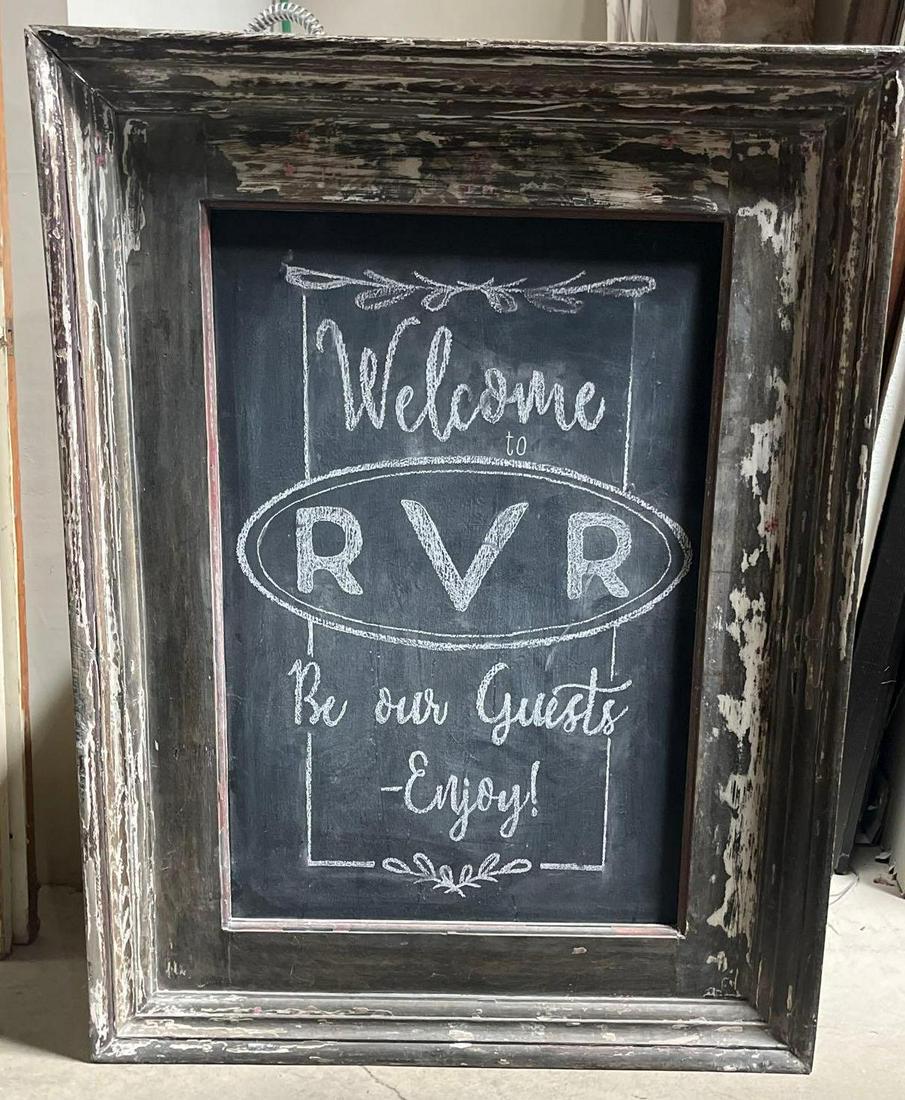 Welcome
to
RVR
Be our Guests
-Enjoy!